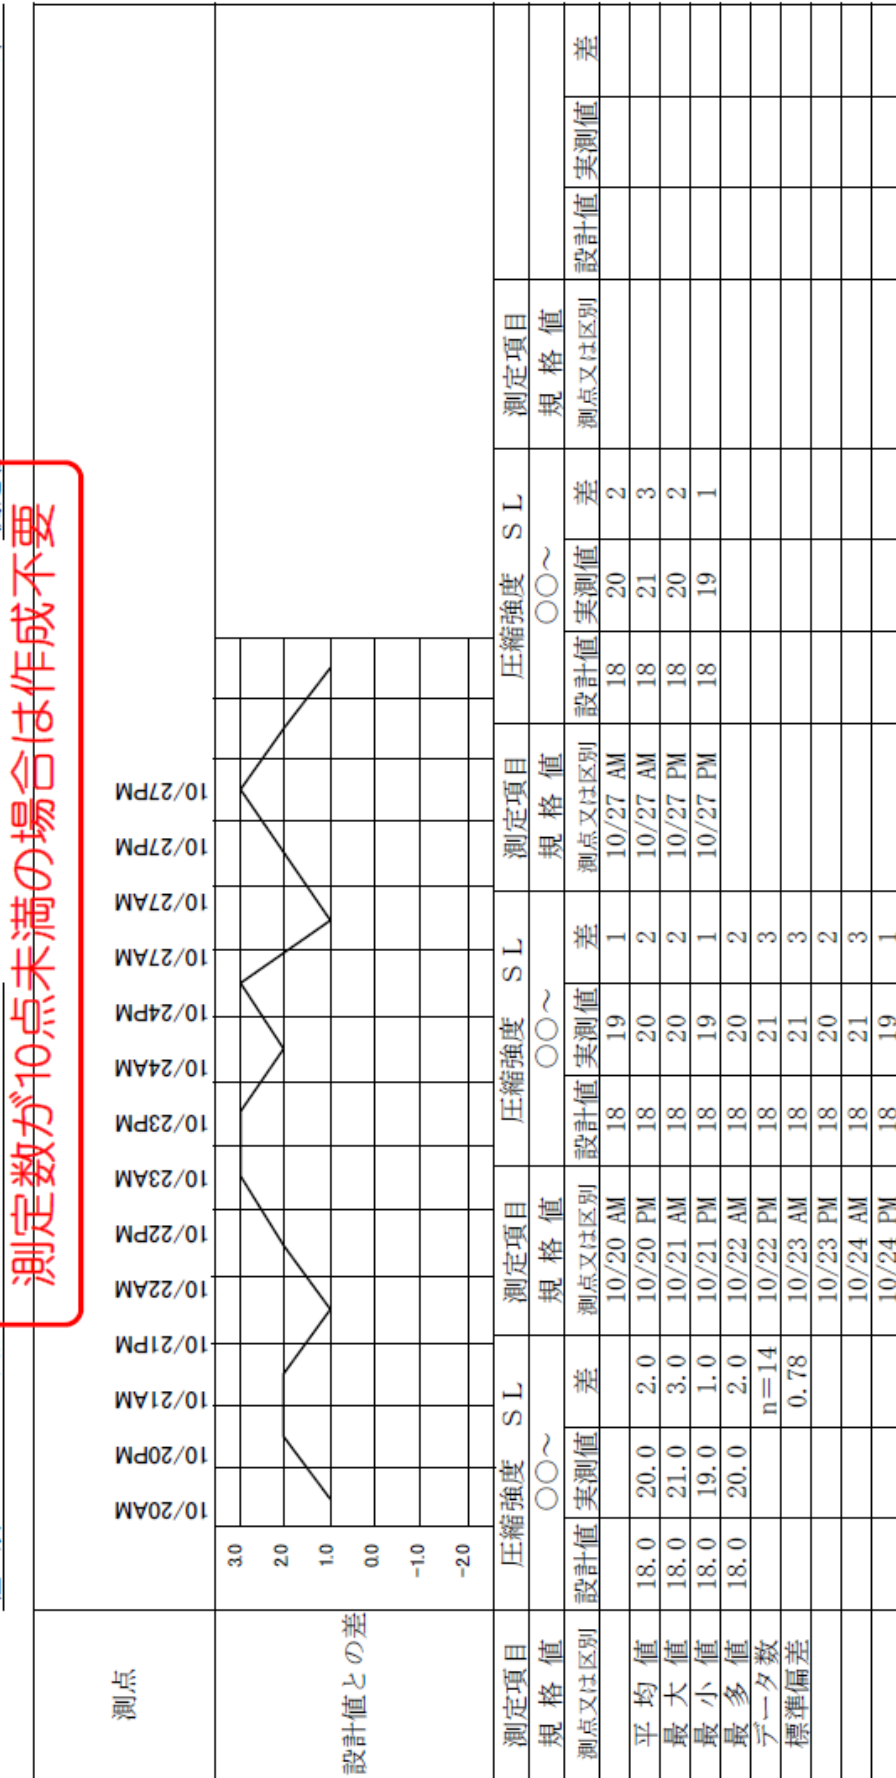 測定数が10点未満の場合は作成不要
測点
10/20AM 10/20PM 10/21AM 10/21PM 10/22AM 10/22PM 10/23AM 10/23PM 10/24AM 10/24PM 10/27AM 10/27AM 10/27PM 10/27PM
設計値との差
3.0
2.0
1.0
0.0
-1.0
-2.0
測定項目 圧縮強度 SL 測定項目 圧縮強度 SL 測定項目 圧縮強度 SL 測定項目
規格値 ○○～ 規格値 ○○～ 規格値 ○○～ 規格値
測点又は区別 設計値 実測値 差 測点又は区別 設計値 実測値 差 測点又は区別 設計値 実測値 差 測点又は区別 設計値 実測値 差
10/20 AM 18 19 1 10/27 AM 18 20 2
平均値 18.0 20.0 2.0 10/20 PM 18 20 2 10/27 AM 18 21 3
最大値 18.0 21.0 3.0 10/21 AM 18 20 2 10/27 PM 18 20 2
最小値 18.0 19.0 1.0 10/21 PM 18 19 1 10/27 PM 18 19 1
最多値 18.0 20.0 2.0 10/22 AM 18 20 2
データ数 n=14 10/22 PM 18 21 3
標準偏差 0.78 10/23 AM 18 21 3
10/23 PM 18 20 2
10/24 AM 18 21 3
10/24 PM 18 19 1